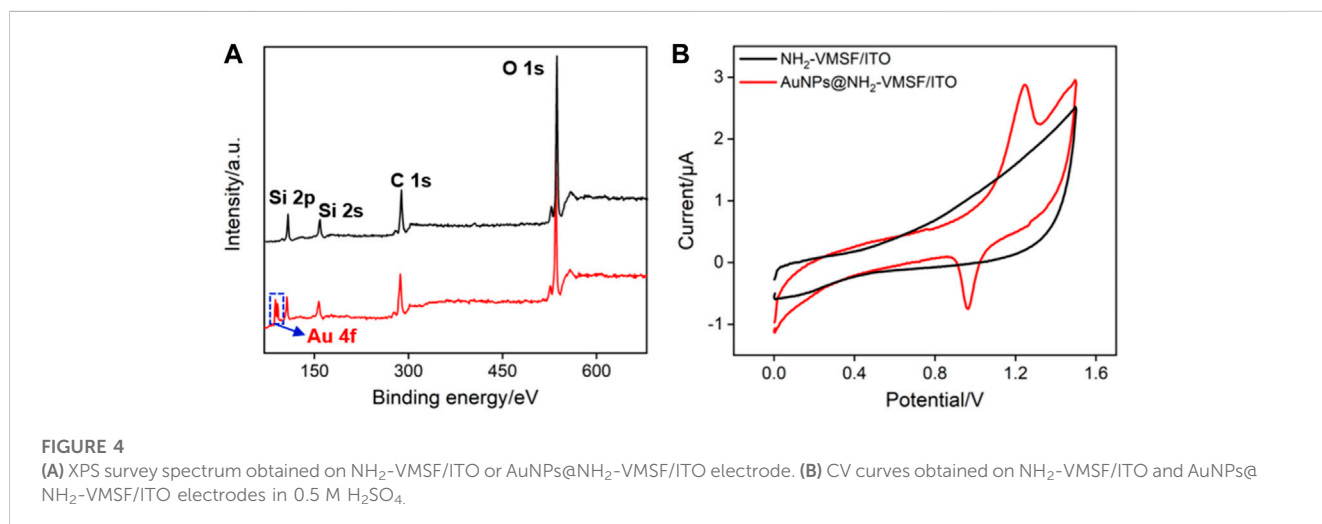 A
O 1s
C 1s
Si 2p
Si 2s
Au 4f
Intensity/a.u.
150
300
450
600
Binding energy/eV
B
NH₂-VMSF/ITO
AuNPs@NH₂-VMSF/ITO
3
2
1
0
-1
Current/μA
0.0
0.4
0.8
1.2
1.6
Potential/V
FIGURE 4
(A) XPS survey spectrum obtained on NH₂-VMSF/ITO or AuNPs@NH₂-VMSF/ITO electrode. (B) CV curves obtained on NH₂-VMSF/ITO and AuNPs@
NH₂-VMSF/ITO electrodes in 0.5 M H₂SO₄.